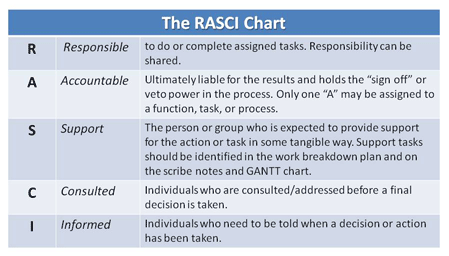 The RASCI Chart
R Responsible to do or complete assigned tasks. Responsibility can be
shared.
A Accountable Ultimately liable for the results and holds the “sign off” or
veto power in the process. Only one “A” may be assigned to
a function, task, or process.
S Support The person or group who is expected to provide support
for the action or task in some tangible way. Support tasks
should be identified in the work breakdown plan and on
the scribe notes and GANTT chart.
C Consulted Individuals who are consulted/addressed before a final
decision is taken.
I Informed Individuals who need to be told when a decision or action
has been taken.